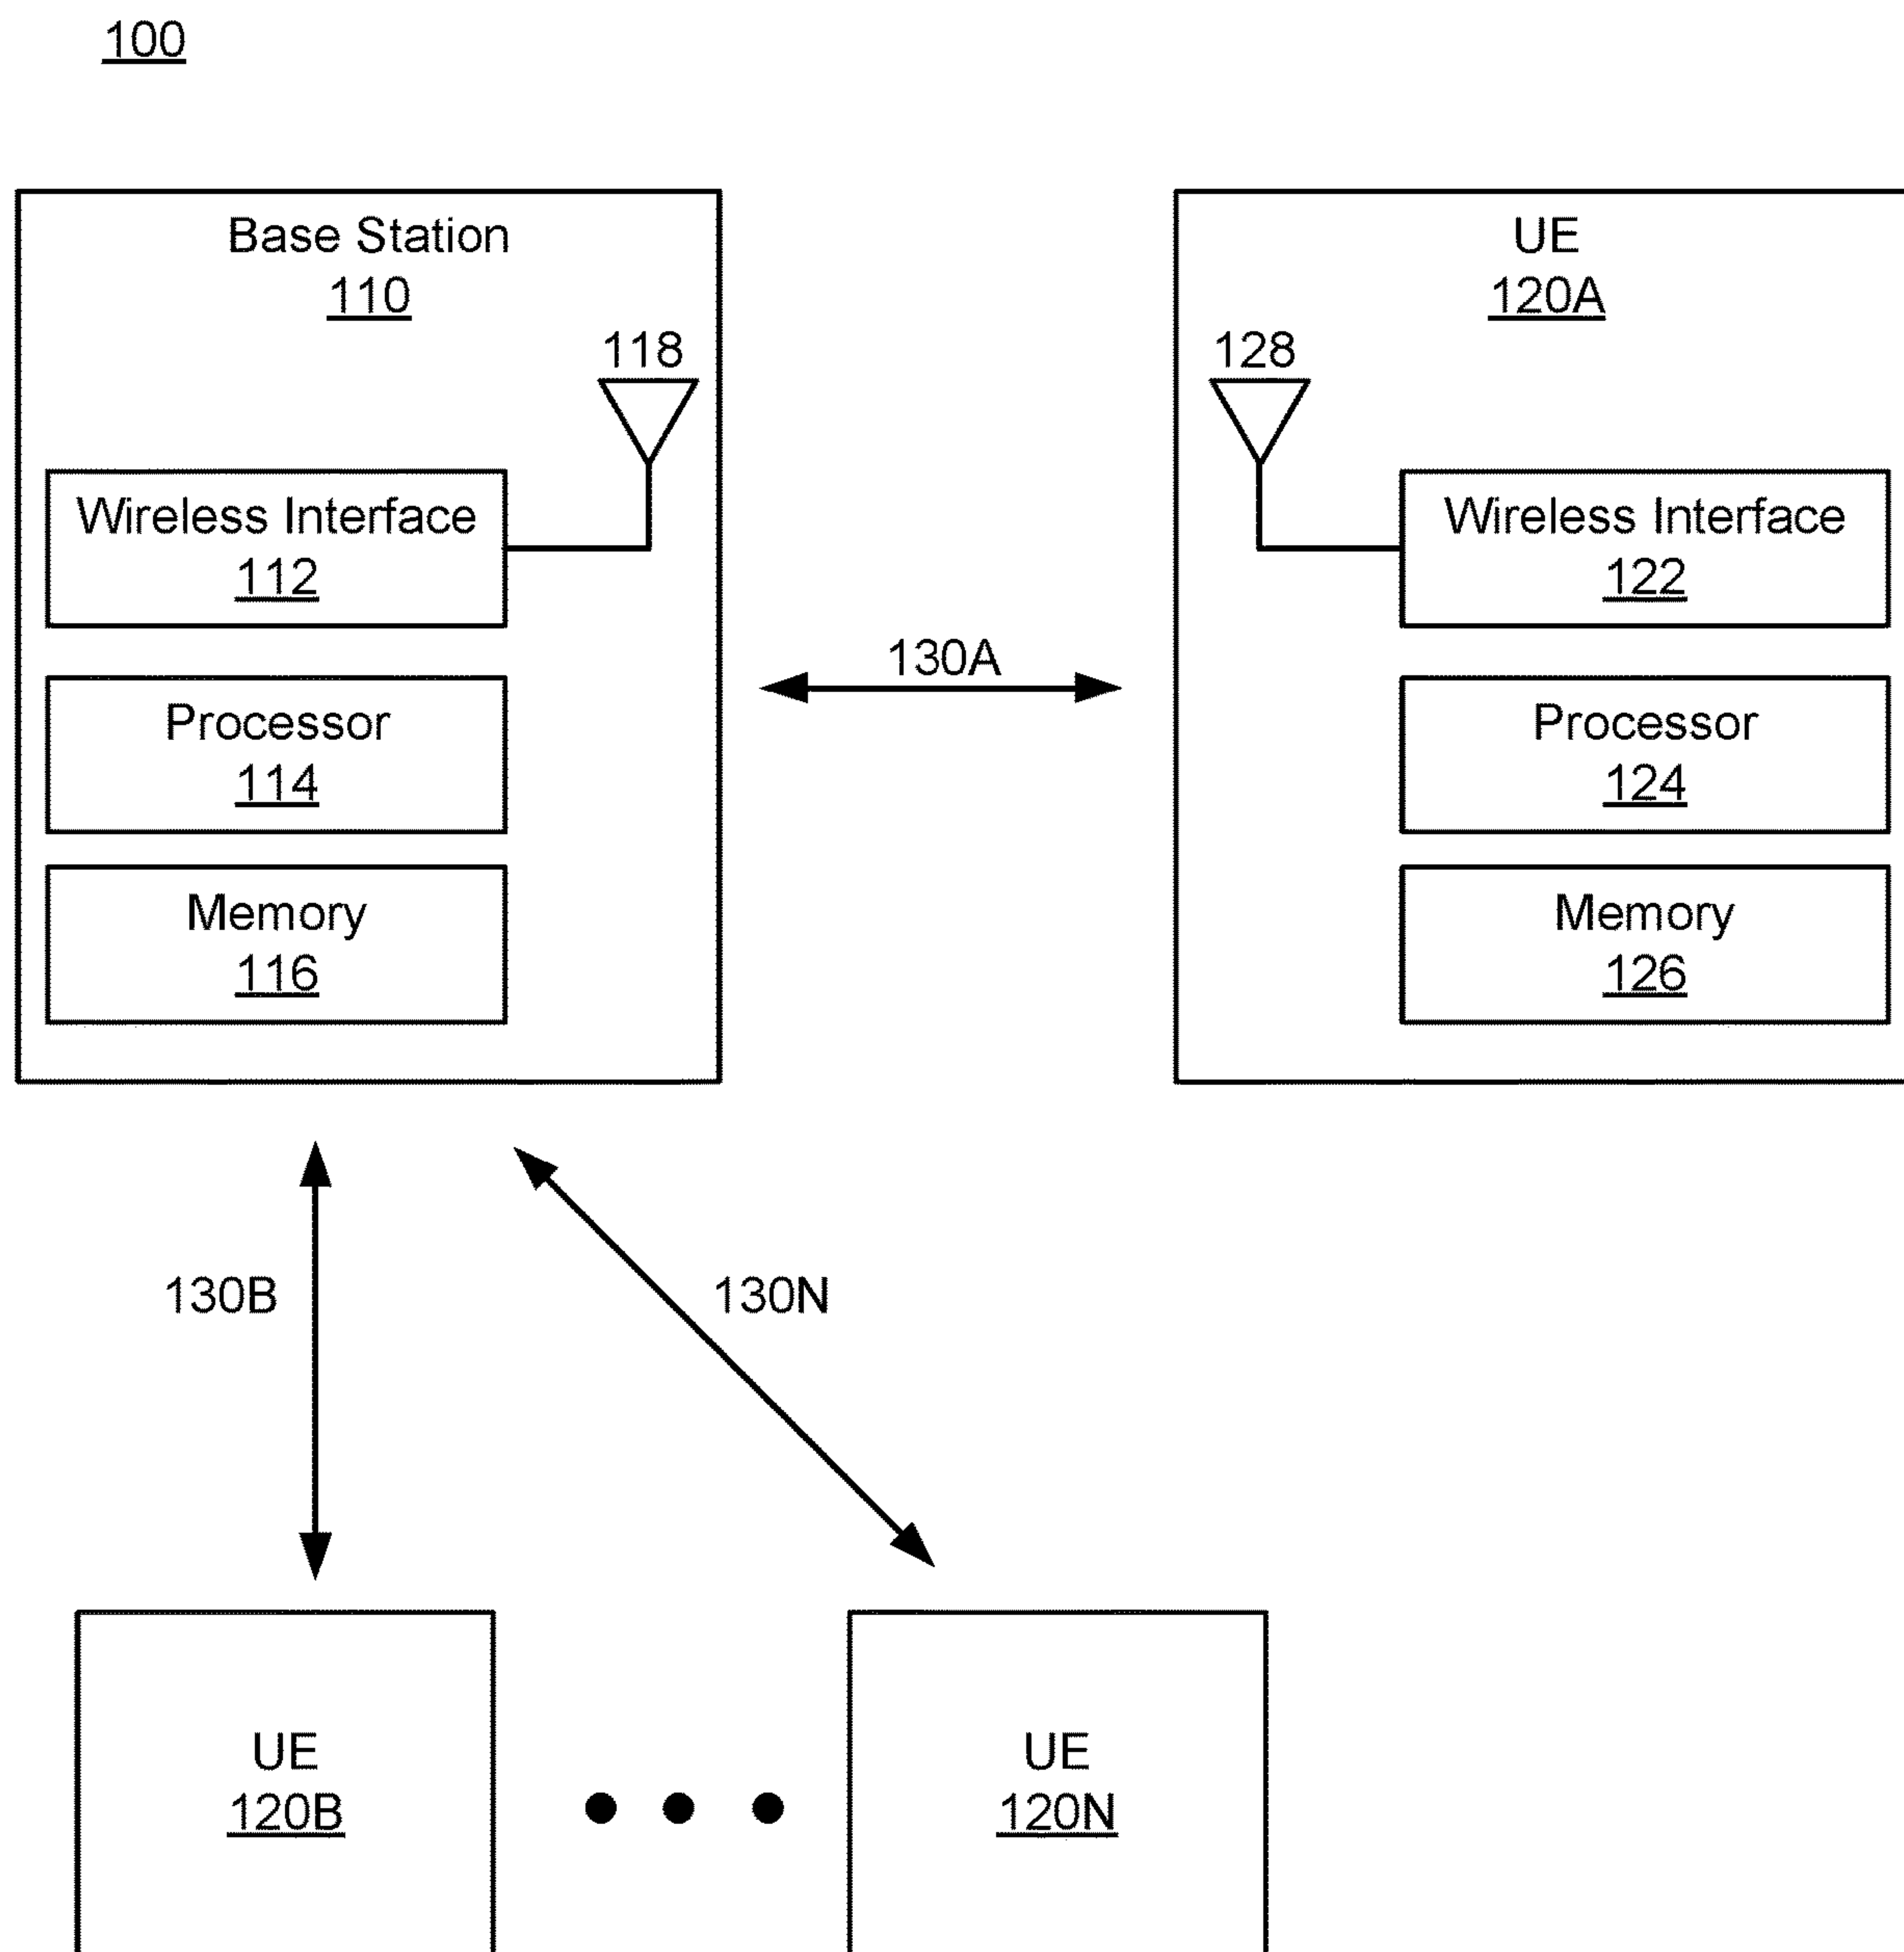 100
Base Station
110
118
Wireless Interface
112
Processor
114
Memory
116
UE
120A
128
Wireless Interface
122
Processor
124
Memory
126
130A
130B
130N
UE
120B
UE
120N